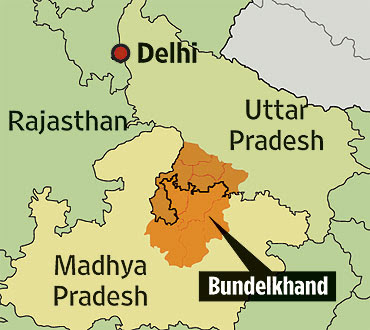 Delhi
Rajasthan
Uttar
Pradesh
Madhya
Pradesh
Bundelkhand